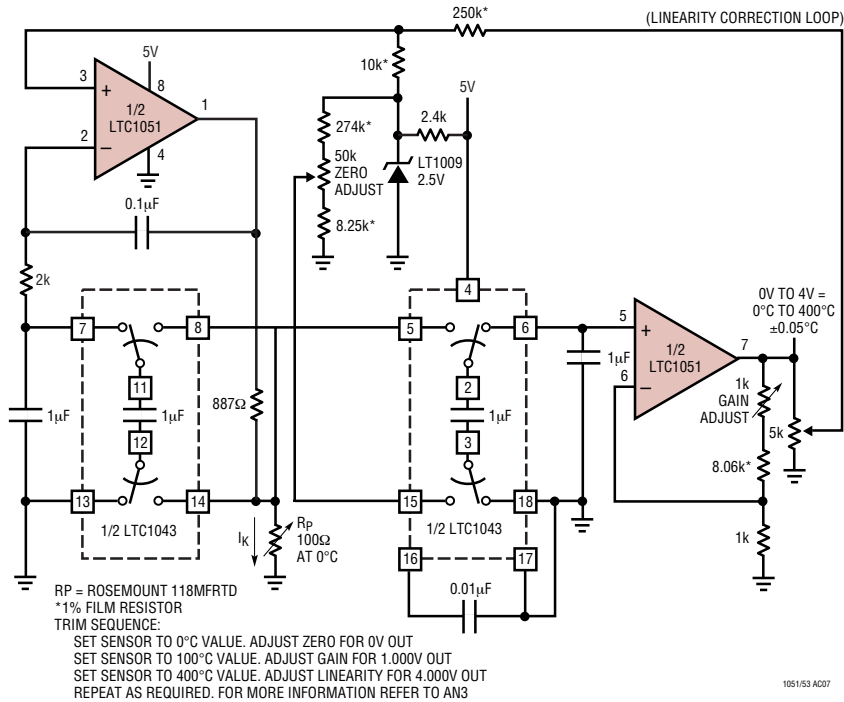 250k*
(LINEARITY CORRECTION LOOP)
10k*
5V
3
+
8
1/2
LTC1051
1
2
–
4
0.1µF
5V
2.4k
274k*
50k
ZERO
ADJUST
LT1009
2.5V
8.25k*
2k
4
7
8
5
6
11
12
1µF
1µF
887Ω
2
3
1µF
1µF
13
14
15
18
1/2 LTC1043
1/2 LTC1043
IK
RP
100Ω
AT 0°C
16
17
0.01µF
5
+
1/2
LTC1051
7
6
–
0V TO 4V =
0°C TO 400°C
±0.05°C
1k
GAIN
ADJUST
5k
8.06k*
1k
RP = ROSEMOUNT 118MFRTD
*1% FILM RESISTOR
TRIM SEQUENCE:
SET SENSOR TO 0°C VALUE. ADJUST ZERO FOR 0V OUT
SET SENSOR TO 100°C VALUE. ADJUST GAIN FOR 1.000V OUT
SET SENSOR TO 400°C VALUE. ADJUST LINEARITY FOR 4.000V OUT
REPEAT AS REQUIRED. FOR MORE INFORMATION REFER TO AN3
1051/53 AC07